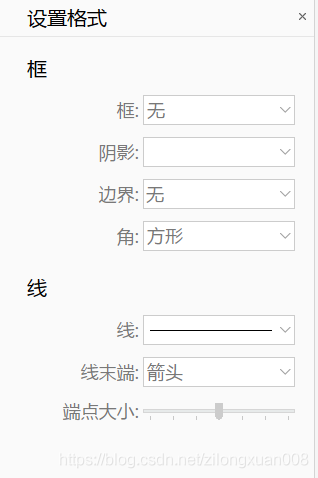 设置格式 ×
框
框: 无
阴影:
边界: 无
角: 方形
线
线:
线末端: 箭头
端点大小:
https://blog.csdn.net/zilongxuan008